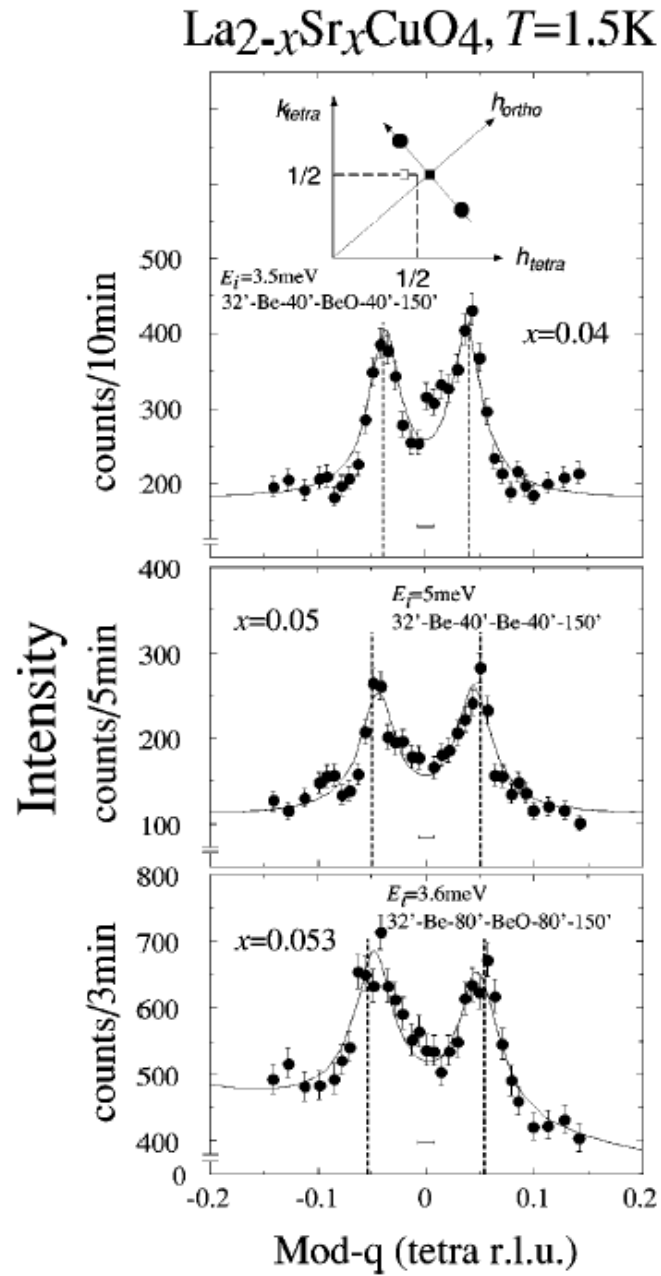 La2-xSrxCuO4, T=1.5K
ktetra
hortho
1/2
1/2
htetra
Ei=3.5meV
32'-Be-40'-BeO-40'-150'
x=0.04
500
400
300
200
counts/10min
Ei=5meV
32'-Be-40'-Be-40'-150'
x=0.05
400
300
200
100
counts/5min
Intensity
Ei=3.6meV
132'-Be-80'-BeO-80'-150'
x=0.053
800
700
600
500
400
0
counts/3min
-0.2 -0.1 0 0.1 0.2
Mod-q (tetra r.l.u.)